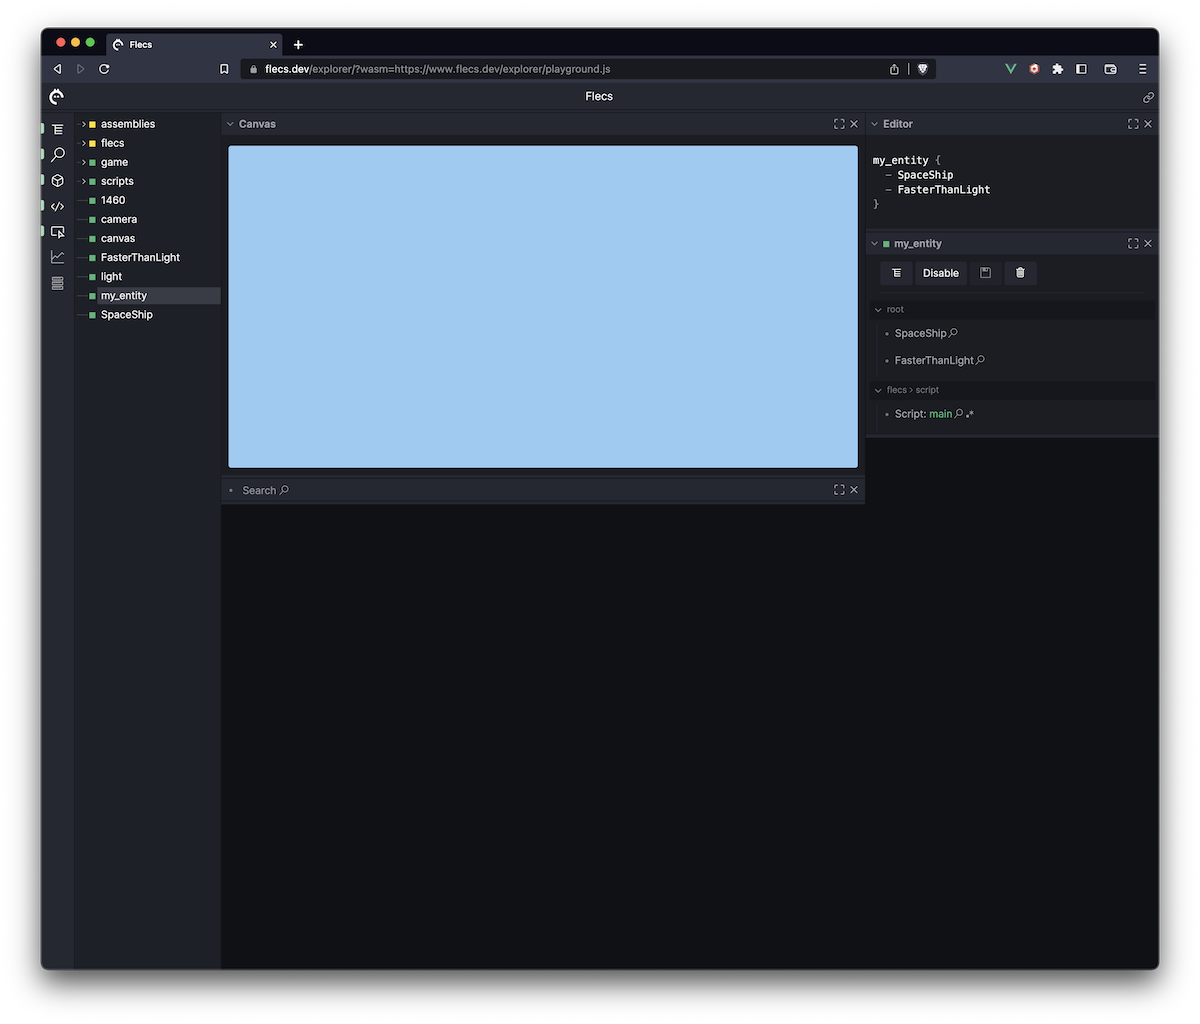 Flecs
flecs.dev/explorer/?wasm=https://www.flecs.dev/explorer/playground.js
Flecs
assemblies
flecs
game
scripts
1460
camera
canvas
FasterThanLight
light
my_entity
SpaceShip
Canvas
Search
Editor
my_entity {
– SpaceShip
– FasterThanLight
}
my_entity
Disable
root
SpaceShip
FasterThanLight
flecs > script
Script: main .*